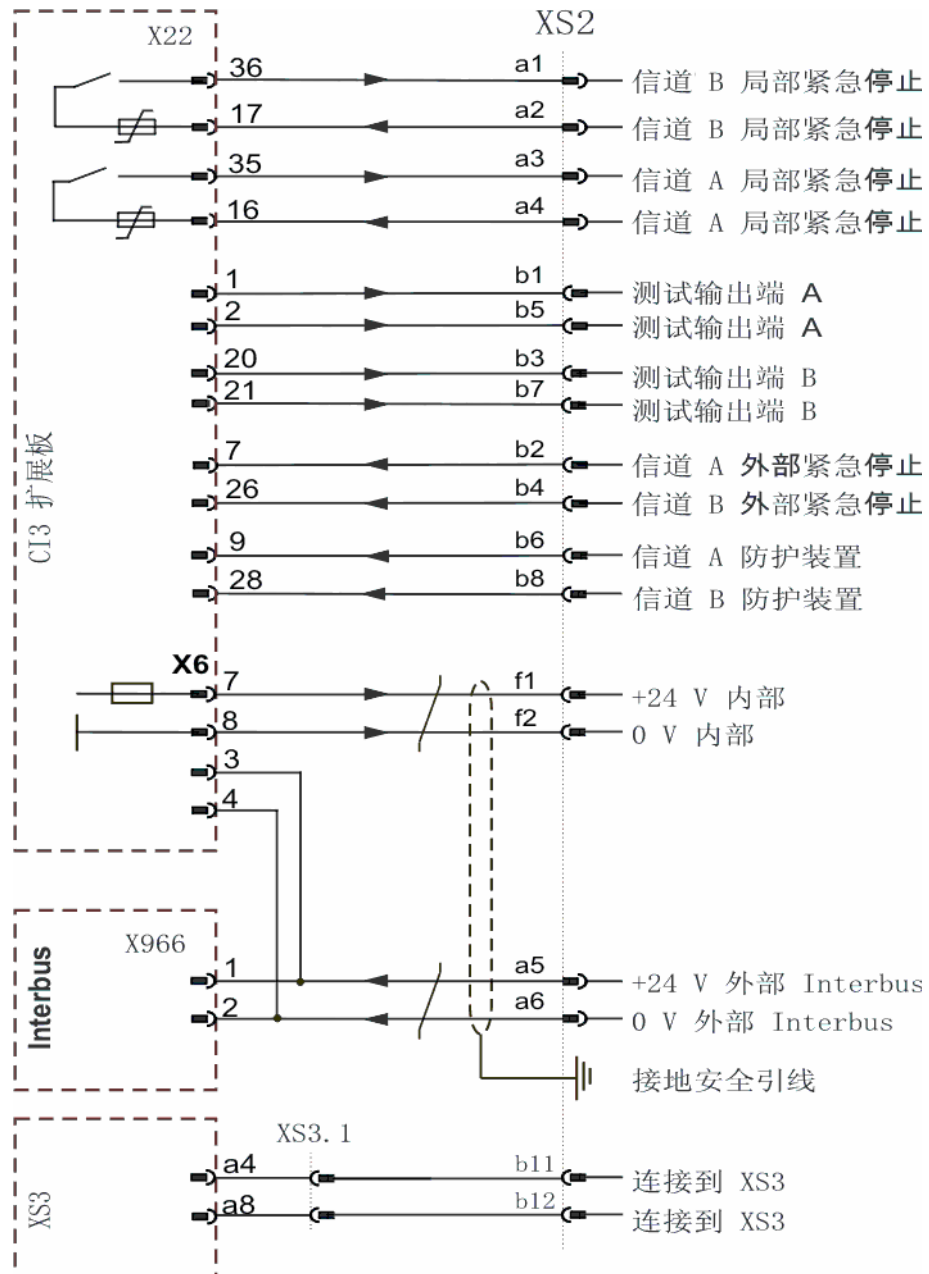 X22
XS2
36 a1 信道 B 局部紧急停止
17 a2 信道 B 局部紧急停止
35 a3 信道 A 局部紧急停止
16 a4 信道 A 局部紧急停止
1 b1 测试输出端 A
2 b5 测试输出端 A
20 b3 测试输出端 B
21 b7 测试输出端 B
7 b2 信道 A 外部紧急停止
26 b4 信道 B 外部紧急停止
9 b6 信道 A 防护装置
28 b8 信道 B 防护装置
CI3 扩展板
X6
7 f1 +24 V 内部
8 f2 0 V 内部
3
4
Interbus
X966
1 a5 +24 V 外部 Interbus
2 a6 0 V 外部 Interbus
接地安全引线
XS3.1
XS3
a4 b11 连接到 XS3
a8 b12 连接到 XS3